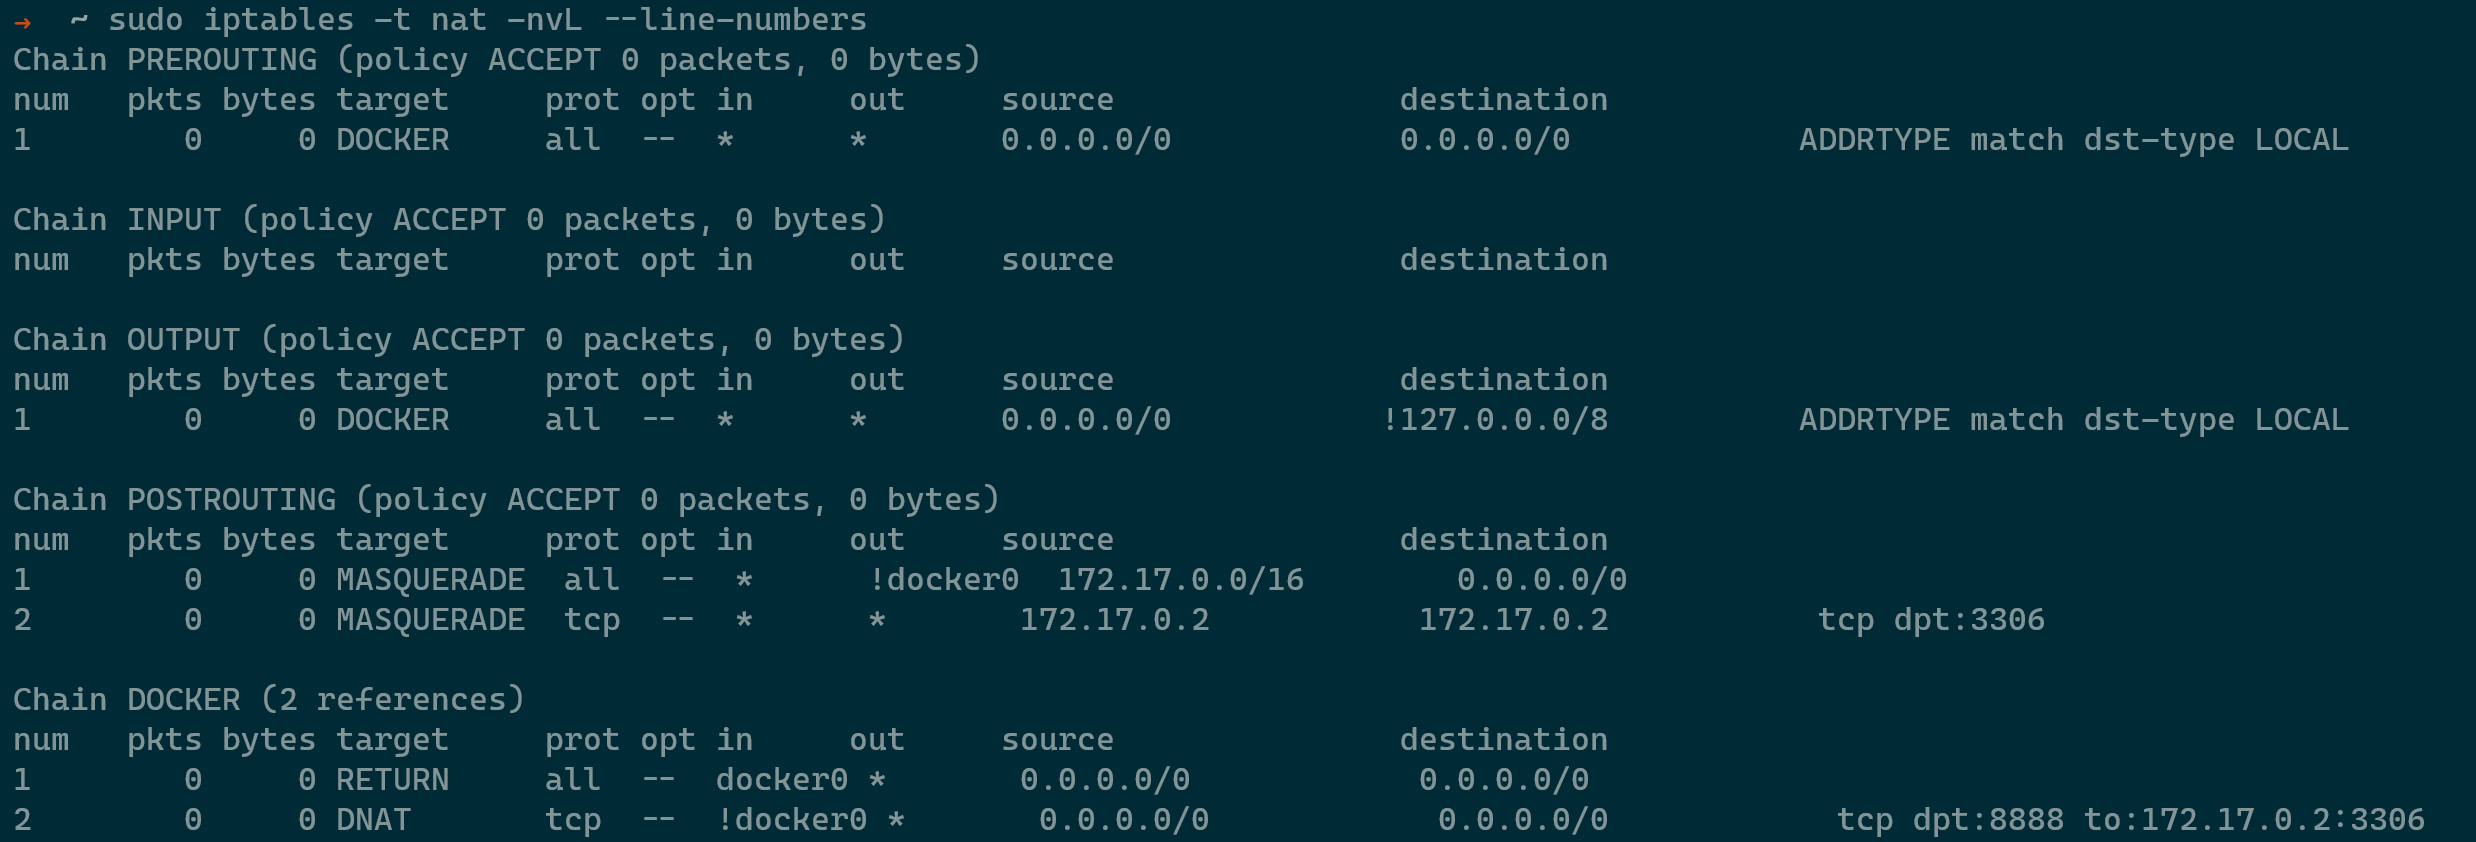 →  ~ sudo iptables -t nat -nvL --line-numbers
Chain PREROUTING (policy ACCEPT 0 packets, 0 bytes)
num   pkts bytes target     prot opt in     out     source               destination
1        0     0 DOCKER     all  --  *      *       0.0.0.0/0            0.0.0.0/0            ADDRTYPE match dst-type LOCAL

Chain INPUT (policy ACCEPT 0 packets, 0 bytes)
num   pkts bytes target     prot opt in     out     source               destination

Chain OUTPUT (policy ACCEPT 0 packets, 0 bytes)
num   pkts bytes target     prot opt in     out     source               destination
1        0     0 DOCKER     all  --  *      *       0.0.0.0/0           !127.0.0.0/8          ADDRTYPE match dst-type LOCAL

Chain POSTROUTING (policy ACCEPT 0 packets, 0 bytes)
num   pkts bytes target     prot opt in     out     source               destination
1        0     0 MASQUERADE  all  --  *      !docker0  172.17.0.0/16        0.0.0.0/0
2        0     0 MASQUERADE  tcp  --  *      *       172.17.0.2           172.17.0.2           tcp dpt:3306

Chain DOCKER (2 references)
num   pkts bytes target     prot opt in     out     source               destination
1        0     0 RETURN     all  --  docker0 *       0.0.0.0/0            0.0.0.0/0
2        0     0 DNAT       tcp  --  !docker0 *       0.0.0.0/0            0.0.0.0/0            tcp dpt:8888 to:172.17.0.2:3306